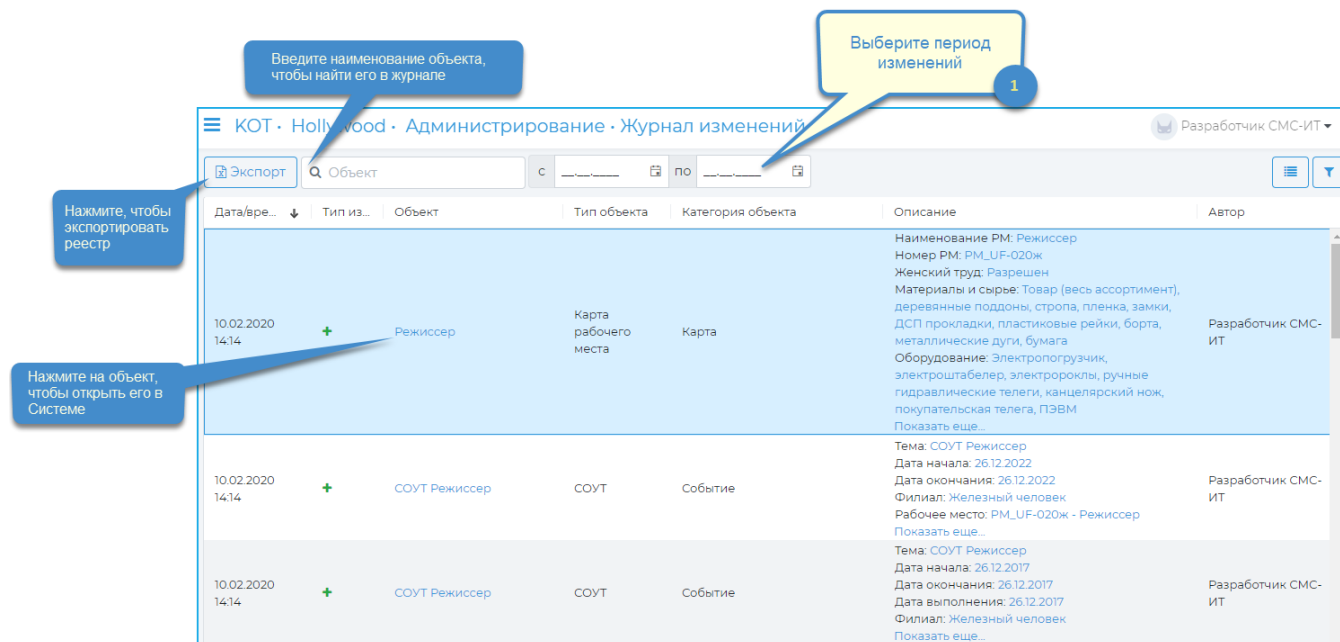 Выберите период
изменений
1
Введите наименование объекта,
чтобы найти его в журнале
КОТ · Hollywood · Администрирование · Журнал изменений
Разработчик СМС-ИТ
Экспорт
Объект
с __.__.____
по __.__.____
Нажмите, чтобы
экспортировать
реестр
Дата/вре... Тип из... Объект Тип объекта Категория объекта Описание Автор
10.02.2020
14:14
Режиссер
Карта
рабочего
места
Карта
Наименование РМ: Режиссер
Номер РМ: PM_UF-020ж
Женский труд: Разрешен
Материалы и сырье: Товар (весь ассортимент),
деревянные поддоны, стропа, пленка, замки,
ДСП прокладки, пластиковые рейки, борта,
металлические дуги, бумага
Оборудование: Электропогрузчик,
электроштабелер, электророклы, ручные
гидравлические телеги, канцелярский нож,
покупательская телега, ПЭВМ
Показать еще...
Разработчик СМС-
ИТ
Нажмите на объект,
чтобы открыть его в
Системе
10.02.2020
14:14
СОУТ Режиссер
СОУТ
Событие
Тема: СОУТ Режиссер
Дата начала: 26.12.2022
Дата окончания: 26.12.2022
Филиал: Железный человек
Рабочее место: PM_UF-020ж - Режиссер
Показать еще...
Разработчик СМС-
ИТ
10.02.2020
14:14
СОУТ Режиссер
СОУТ
Событие
Тема: СОУТ Режиссер
Дата начала: 26.12.2017
Дата окончания: 26.12.2017
Дата выполнения: 26.12.2017
Филиал: Железный человек
Показать еще...
Разработчик СМС-
ИТ